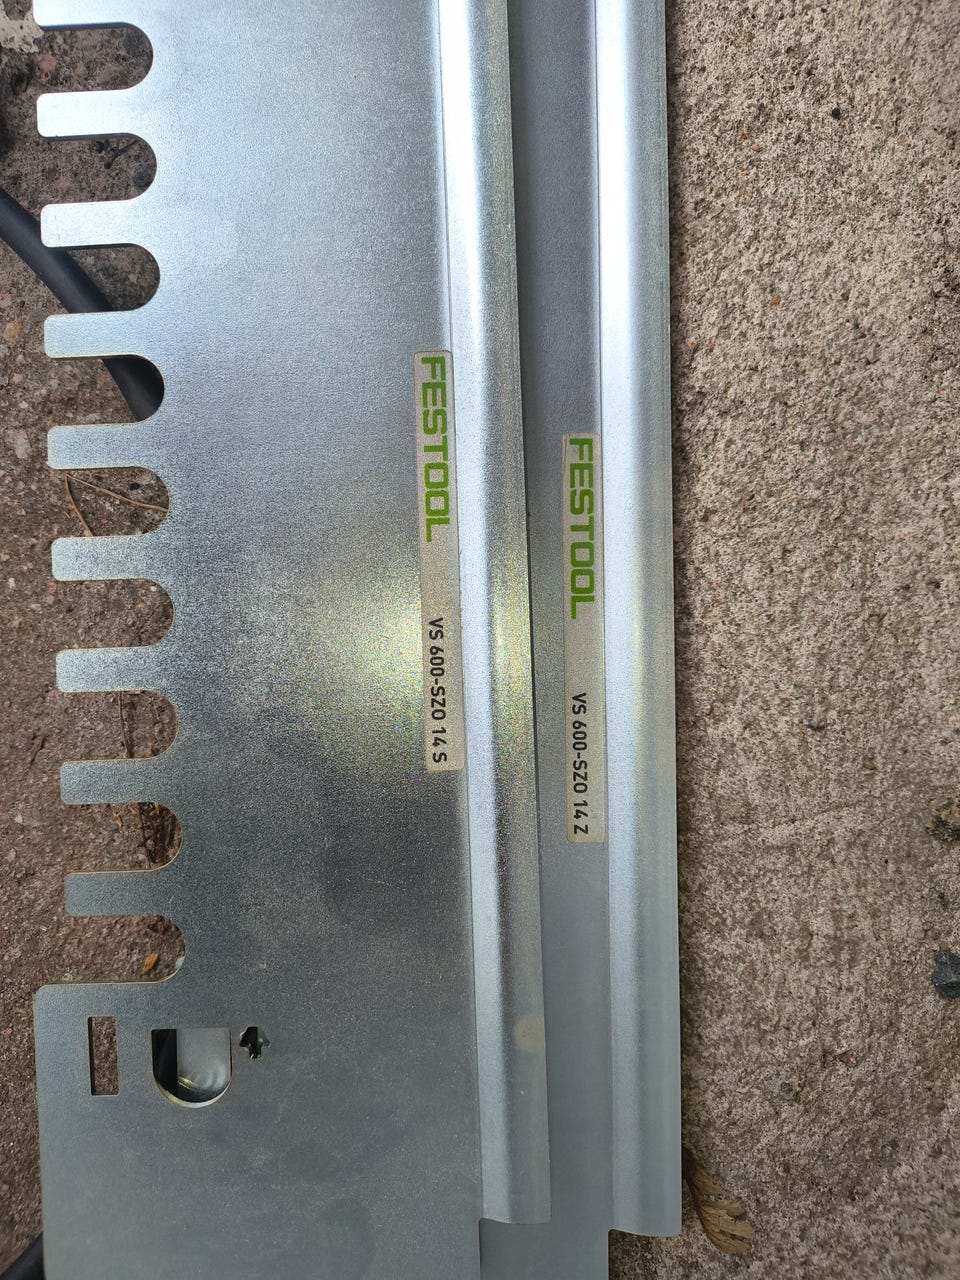 FESTOOL VS 600-SZO 14 S
FESTOOL VS 600-SZO 14 Z